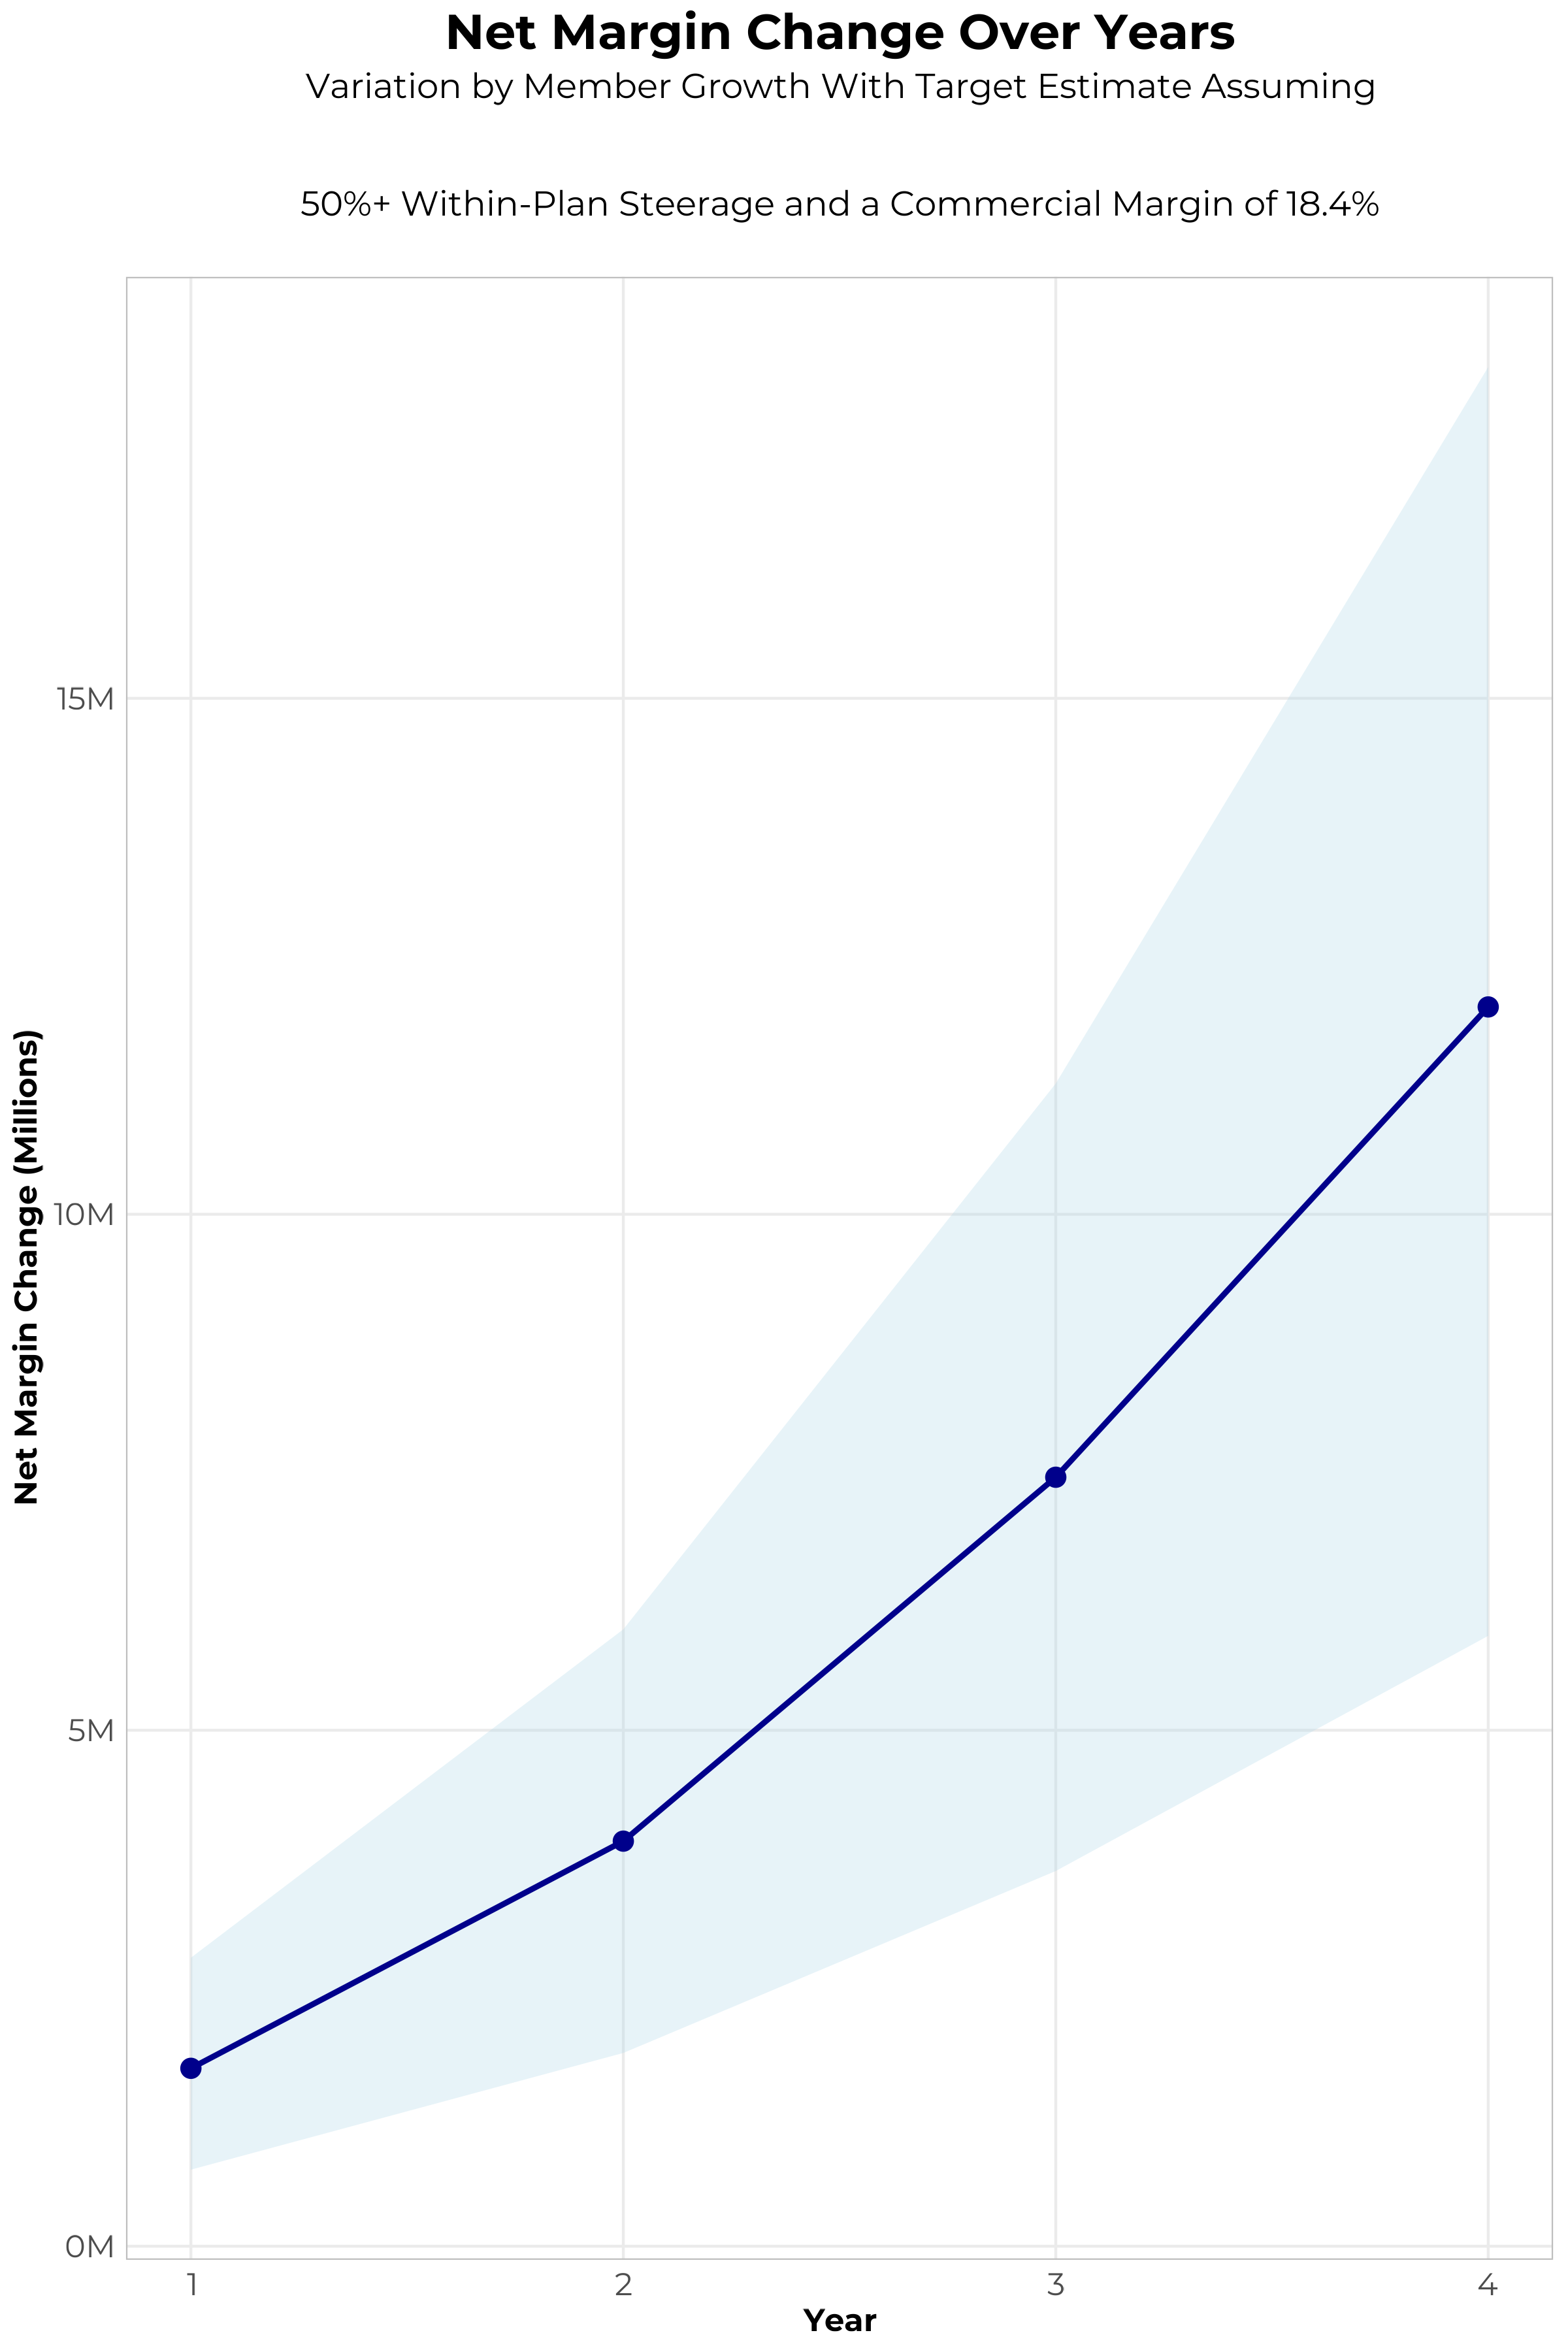 Net Margin Change Over Years
Variation by Member Growth With Target Estimate Assuming
50%+ Within-Plan Steerage and a Commercial Margin of 18.4%
Net Margin Change (Millions)
15M
10M
5M
0M
1 2 3 4
Year